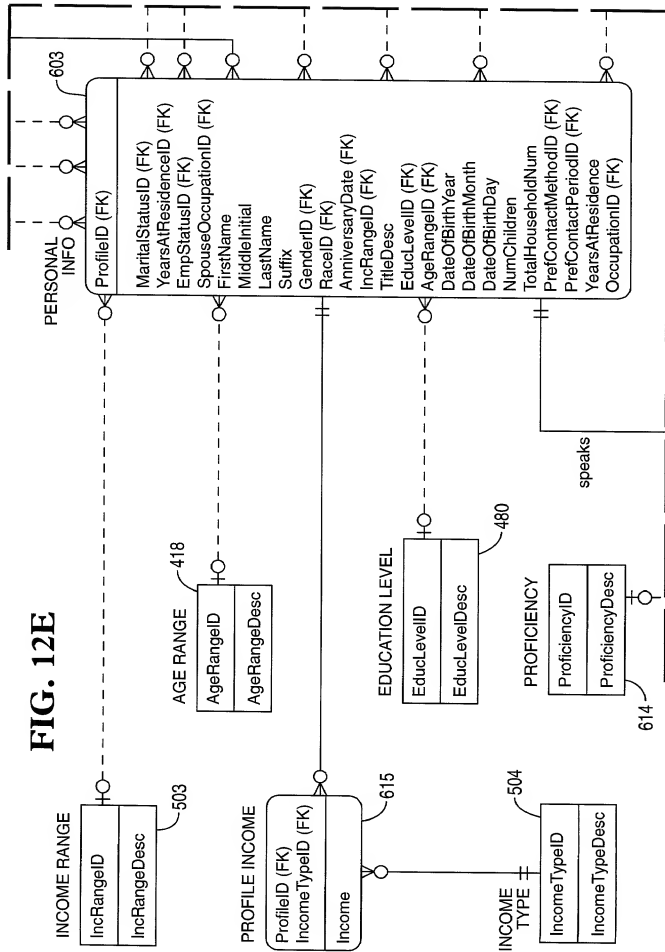 FIG. 12E
INCOME RANGE
IncRangeID
IncRangeDesc
503
AGE RANGE
418
AgeRangeID
AgeRangeDesc
PROFILE INCOME
ProfileID (FK)
IncomeTypeID (FK)
Income
615
INCOME
TYPE
504
IncomeTypeID
IncomeTypeDesc
EDUCATION LEVEL
EducLevelID
EducLevelDesc
480
PROFICIENCY
ProficiencyID
ProficiencyDesc
614
speaks
PERSONAL
INFO
603
ProfileID (FK)
MaritalStatusID (FK)
YearsAtResidenceID (FK)
EmpStatusID (FK)
SpouseOccupationID (FK)
FirstName
MiddleInitial
LastName
Suffix
GenderID (FK)
RaceID (FK)
AnniversaryDate (FK)
IncRangeID (FK)
TitleDesc
EducLevelID (FK)
AgeRangeID (FK)
DateOfBirthYear
DateOfBirthMonth
DateOfBirthDay
NumChildren
TotalHouseholdNum
PrefContactMethodID (FK)
PrefContactPeriodID (FK)
YearsAtResidence
OccupationID (FK)